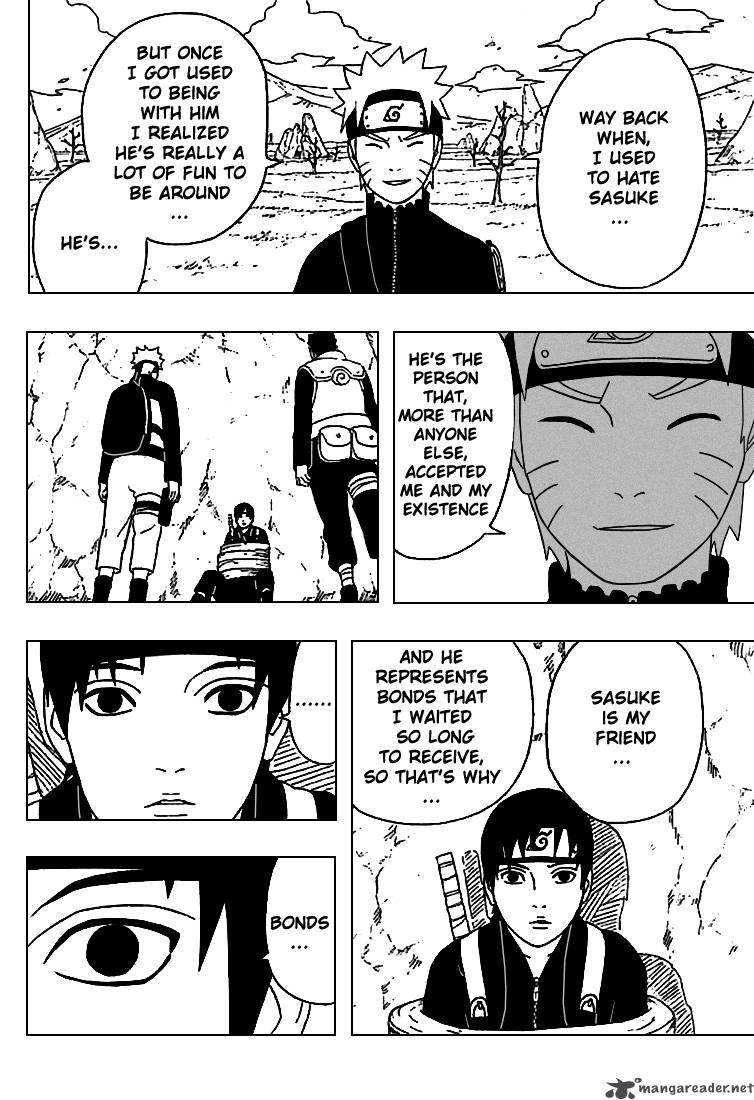 WAY BACK
WHEN,
I USED
TO HATE
SASUKE
...
BUT ONCE
I GOT USED
TO BEING
WITH HIM
I REALIZED
HE'S REALLY A
LOT OF FUN TO
BE AROUND
...
HE'S...
HE'S THE
PERSON
THAT,
MORE THAN
ANYONE
ELSE,
ACCEPTED
ME AND MY
EXISTENCE
SASUKE
IS MY
FRIEND
...
AND HE
REPRESENTS
BONDS THAT
I WAITED
SO LONG
TO RECEIVE,
SO THAT'S WHY
...
......
BONDS
...
mangareader.net